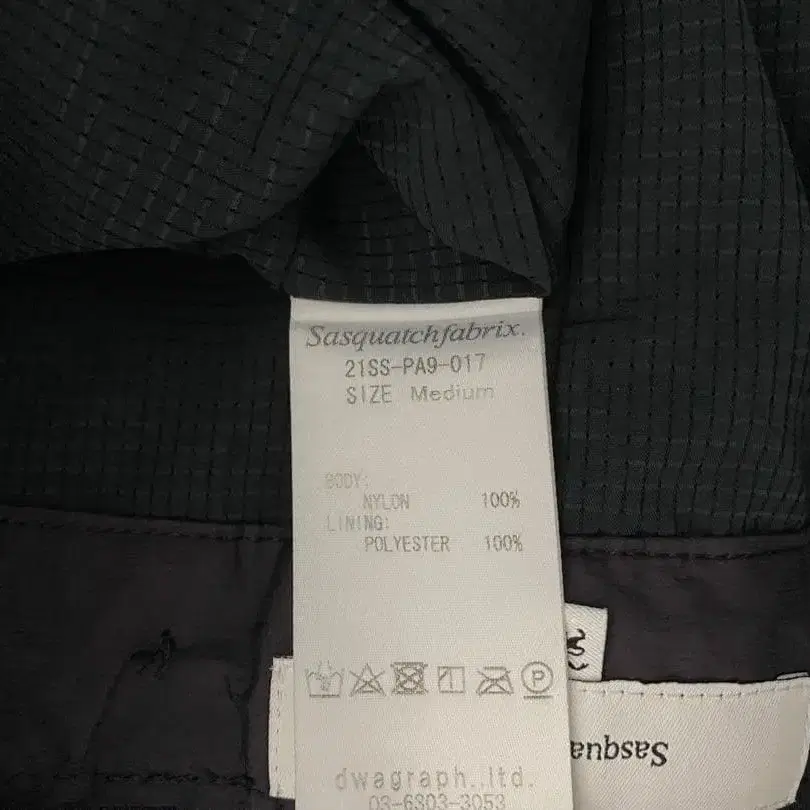 Sasquatchfabrix.
21SS-PA9-017
SIZE Medium
BODY:
NYLON 100%
LINING:
POLYESTER 100%
P
dwagraph.,ltd.
03-6303-3053
Sasqua